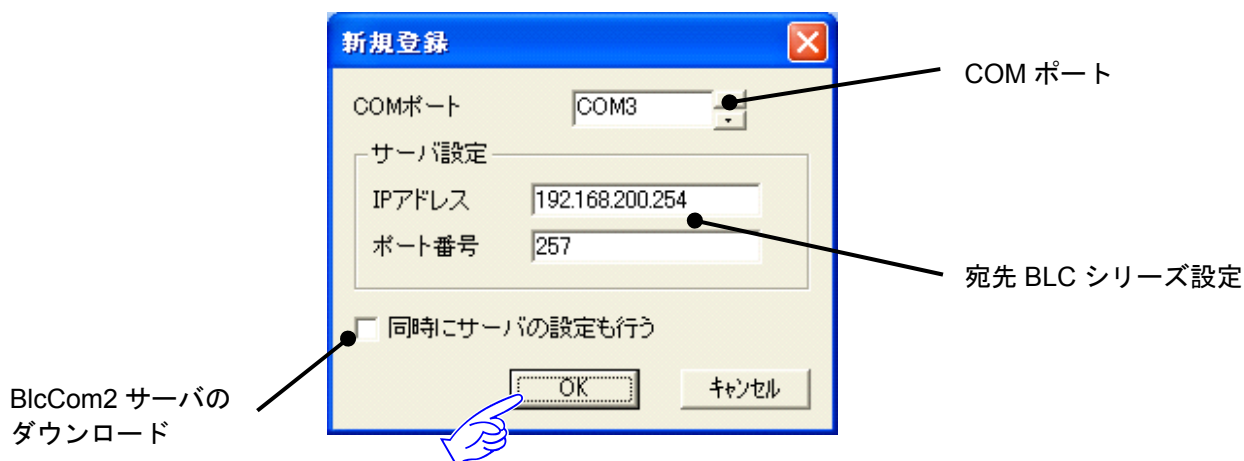 新規登録
COM ポート
COMポート
COM3
サーバ設定
IPアドレス
192.168.200.254
ポート番号
257
宛先 BLC シリーズ設定
同時にサーバの設定も行う
BlcCom2 サーバの
ダウンロード
OK
キャンセル